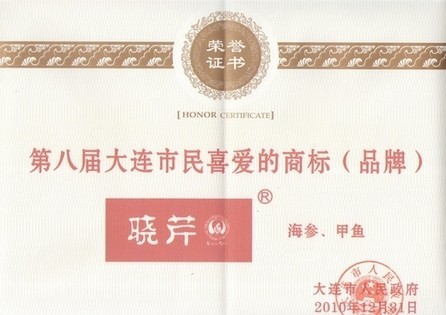 荣誉
证书
[HONOR CERTIFICATE]
第八届大连市民喜爱的商标（品牌）
晓芹
®
海参、甲鱼
大连市人民政府
2010年12月31日